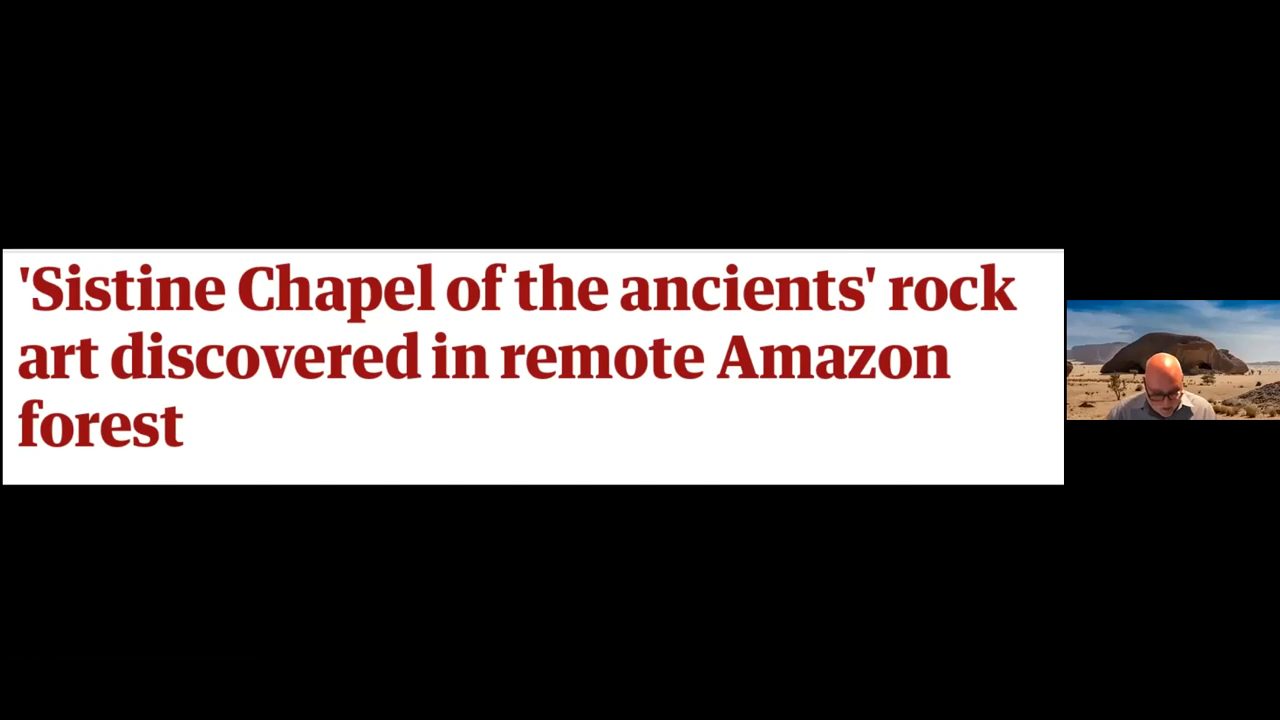 'Sistine Chapel of the ancients' rock
art discovered in remote Amazon
forest